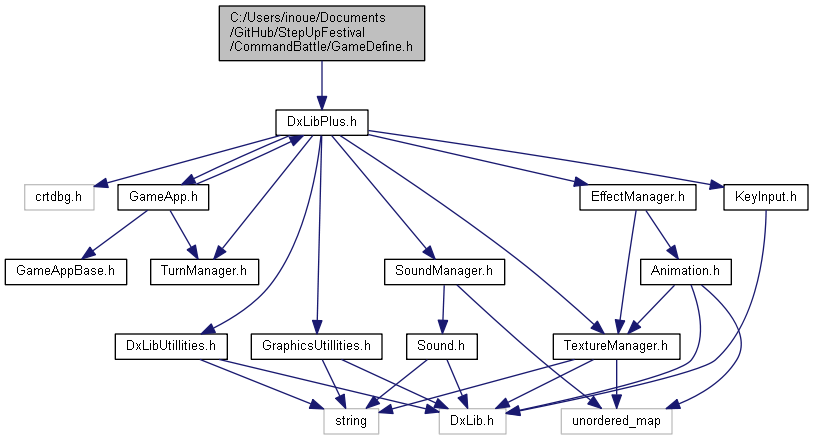 C:/Users/inoue/Documents
/GitHub/StepUpFestival
/CommandBattle/GameDefine.h
DxLibPlus.h
crtdbg.h
GameApp.h
EffectManager.h
KeyInput.h
GameAppBase.h
TurnManager.h
SoundManager.h
Animation.h
DxLibUtillities.h
GraphicsUtillities.h
Sound.h
TextureManager.h
string
DxLib.h
unordered_map